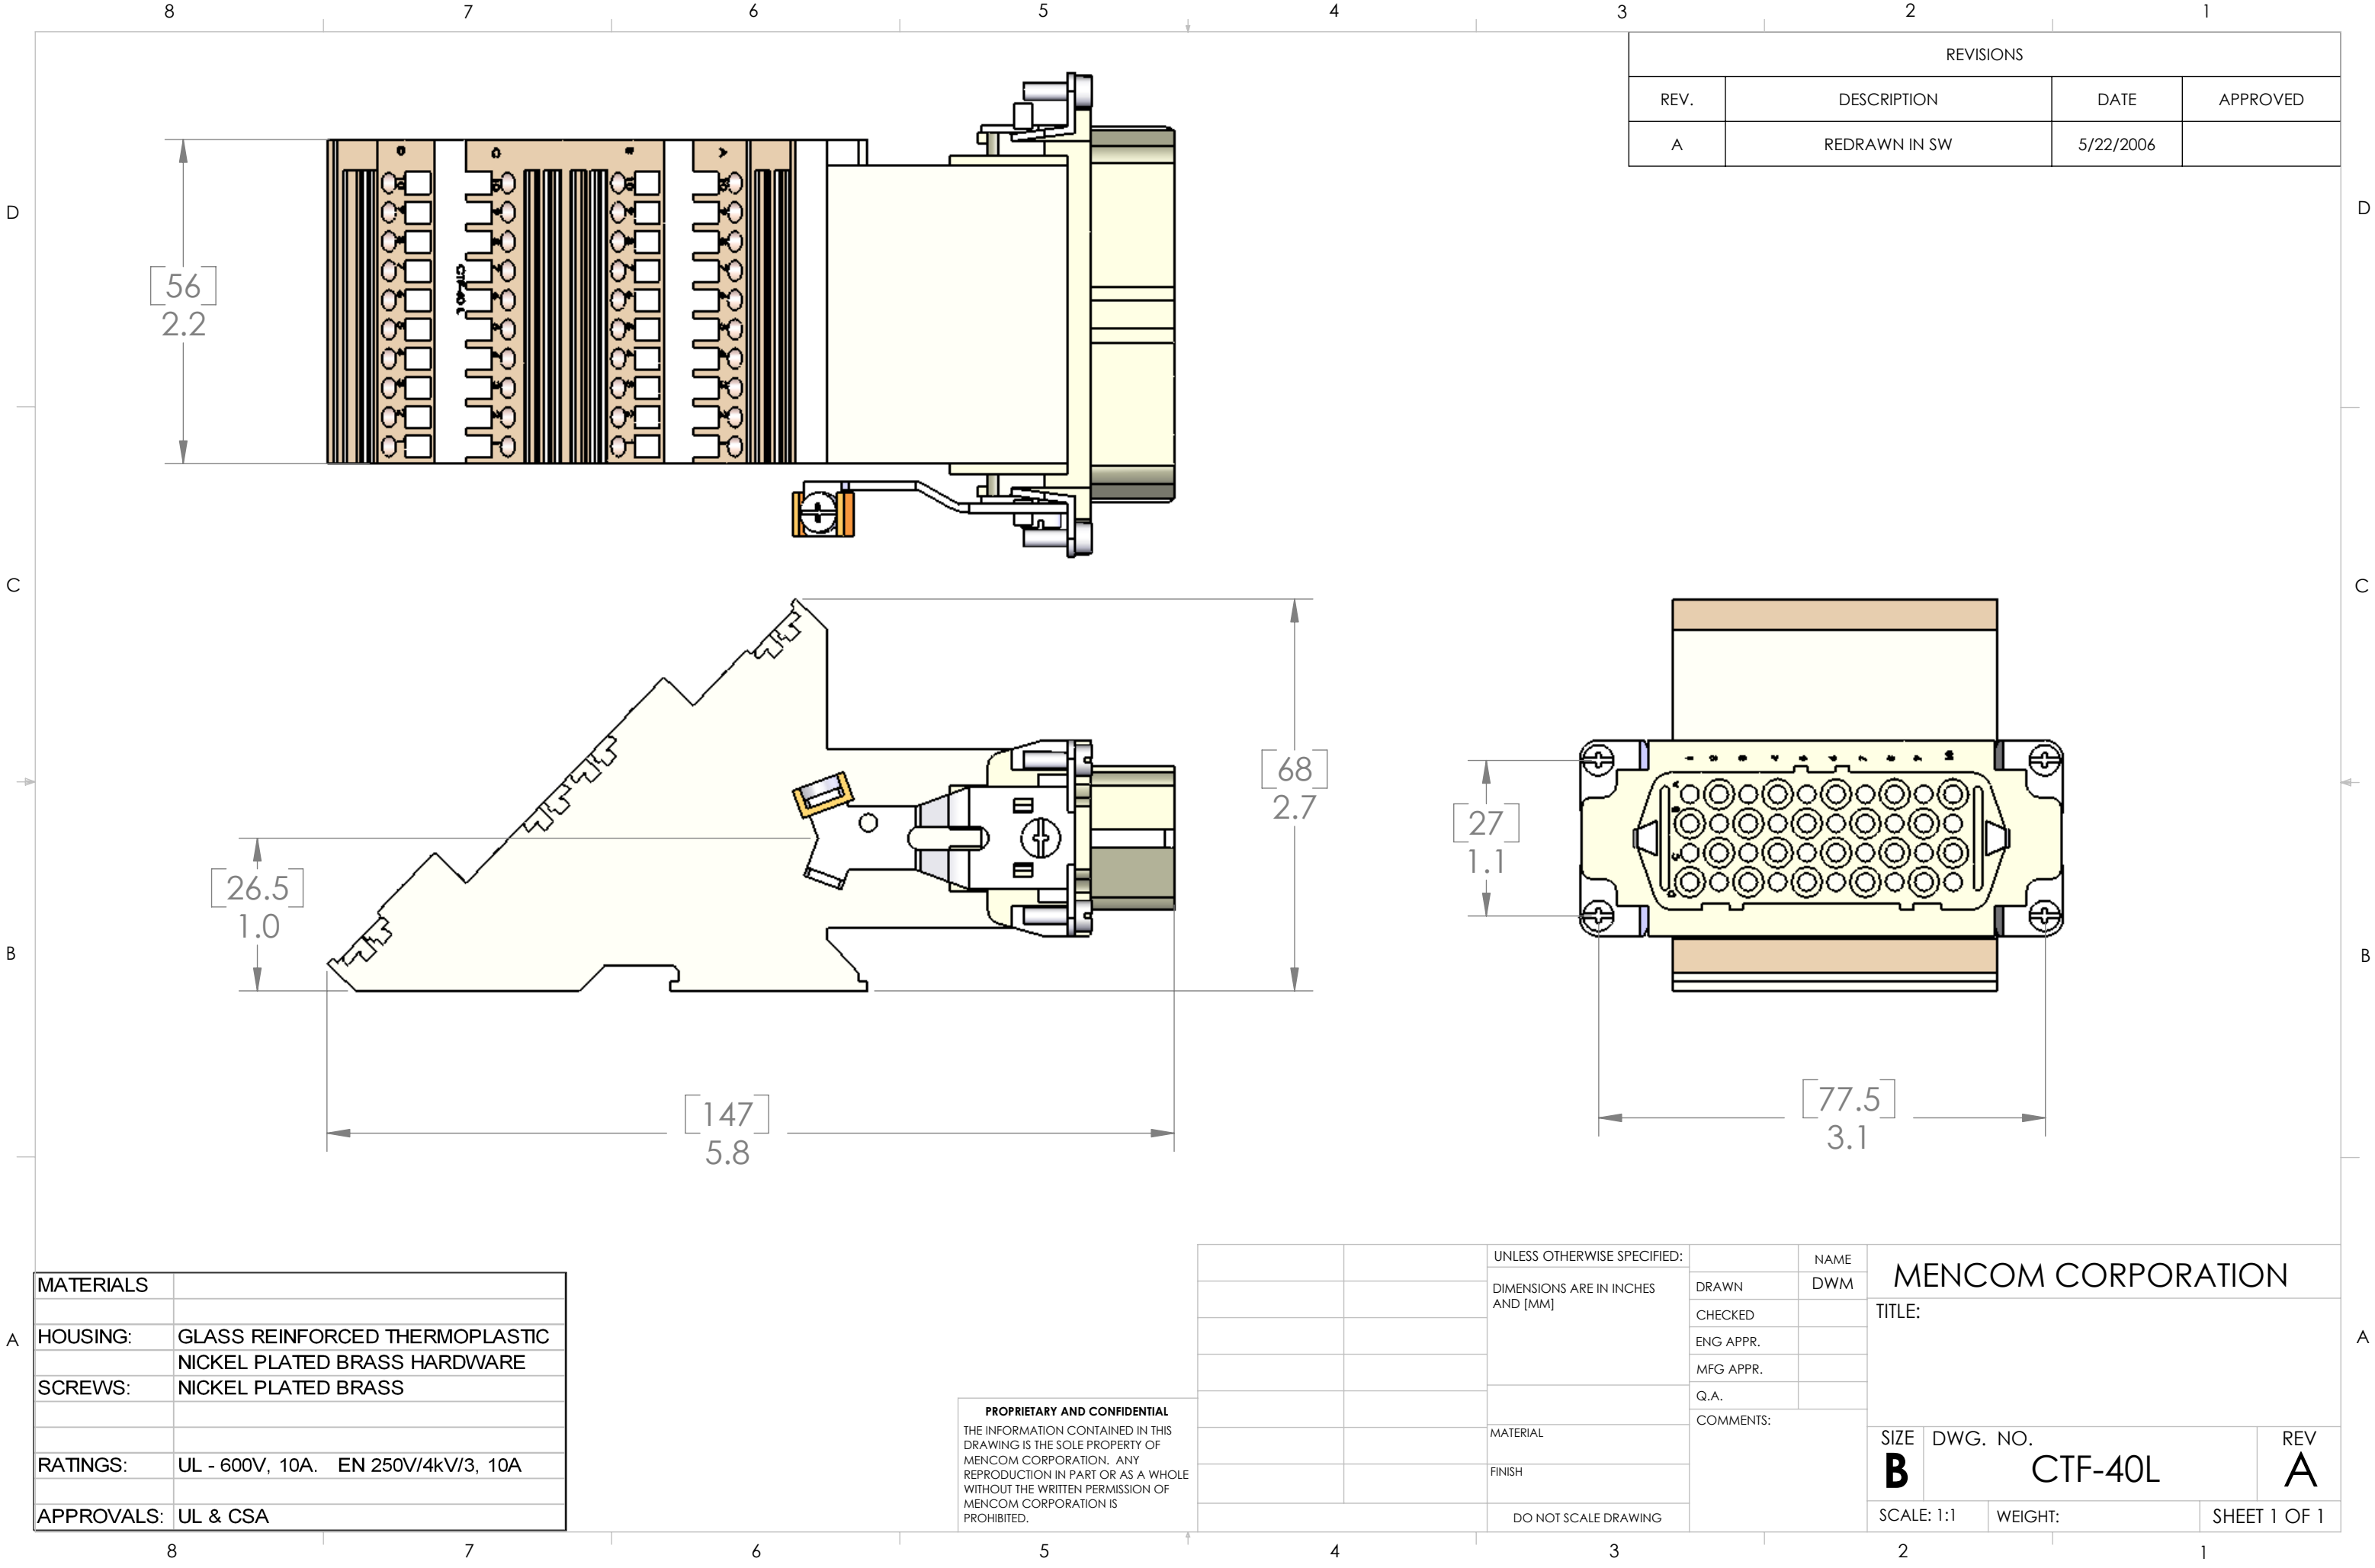 8 7 6 5 4 3 2 1
REVISIONS
REV. DESCRIPTION DATE APPROVED
A REDRAWN IN SW 5/22/2006
D D
[56]
2.2
CTF-40 L
C C
[68]
2.7
[27]
1.1
[26.5]
1.0
B B
[147]
5.8
[77.5]
3.1
MATERIALS
HOUSING: GLASS REINFORCED THERMOPLASTIC
NICKEL PLATED BRASS HARDWARE
SCREWS: NICKEL PLATED BRASS
RATINGS: UL - 600V, 10A. EN 250V/4kV/3, 10A
APPROVALS: UL & CSA
A A
PROPRIETARY AND CONFIDENTIAL
THE INFORMATION CONTAINED IN THIS
DRAWING IS THE SOLE PROPERTY OF
MENCOM CORPORATION. ANY
REPRODUCTION IN PART OR AS A WHOLE
WITHOUT THE WRITTEN PERMISSION OF
MENCOM CORPORATION IS
PROHIBITED.
UNLESS OTHERWISE SPECIFIED:
DIMENSIONS ARE IN INCHES
AND [MM]
MATERIAL
FINISH
DO NOT SCALE DRAWING
NAME
DRAWN DWM
CHECKED
ENG APPR.
MFG APPR.
Q.A.
COMMENTS:
MENCOM CORPORATION
TITLE:
SIZE DWG. NO. REV
B CTF-40L A
SCALE: 1:1 WEIGHT: SHEET 1 OF 1
8 7 6 5 4 3 2 1